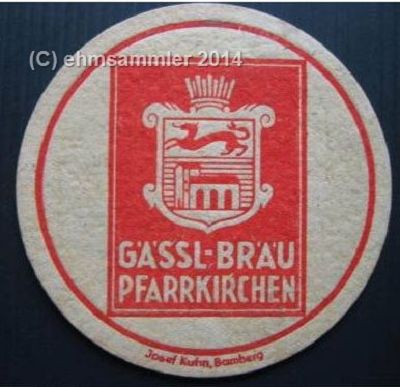 (C) ehmsammler 2014
GÄSSL-BRÄU
PFARRKIRCHEN
Josef Kuhn, Bamberg